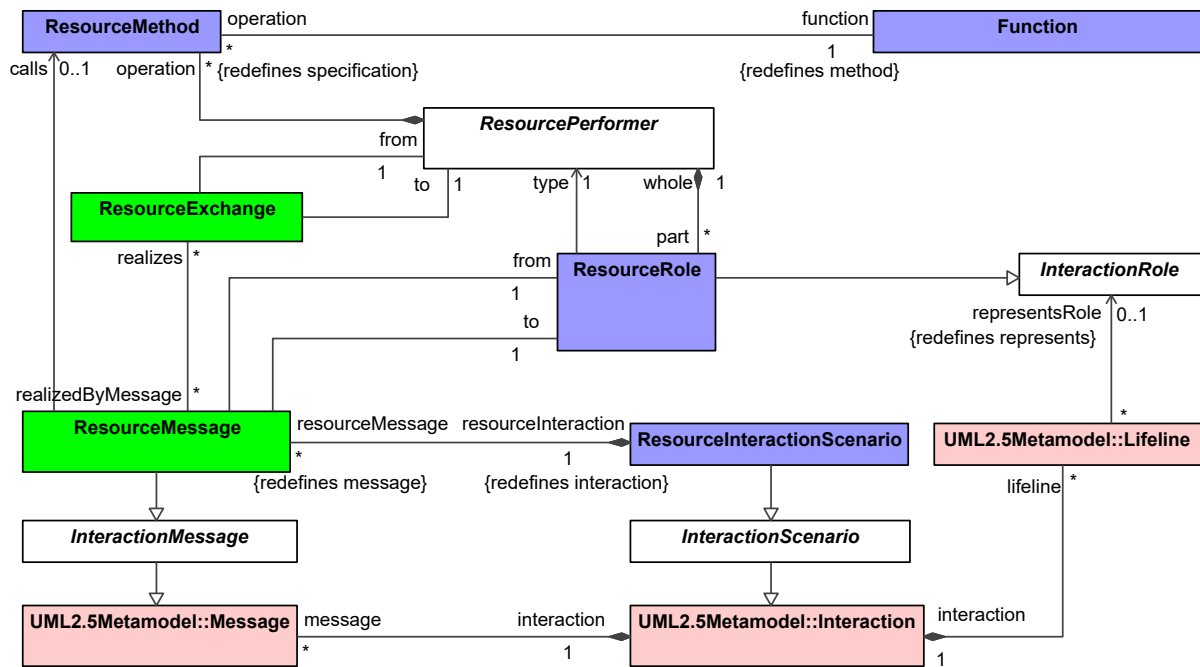 operation
function
ResourceMethod
Function
*
1
calls
0..1
operation
*
{redefines specification}
{redefines method}
ResourcePerformer
from
1
to
1
type
1
whole
1
ResourceExchange
realizes
*
part
*
from
1
ResourceRole
InteractionRole
representsRole
0..1
{redefines represents}
to
1
realizedByMessage
*
*
ResourceMessage
resourceMessage
resourceInteraction
ResourceInteractionScenario
UML2.5Metamodel::Lifeline
*
1
{redefines message}
{redefines interaction}
lifeline
*
InteractionMessage
InteractionScenario
UML2.5Metamodel::Message
message
interaction
UML2.5Metamodel::Interaction
interaction
*
1
1